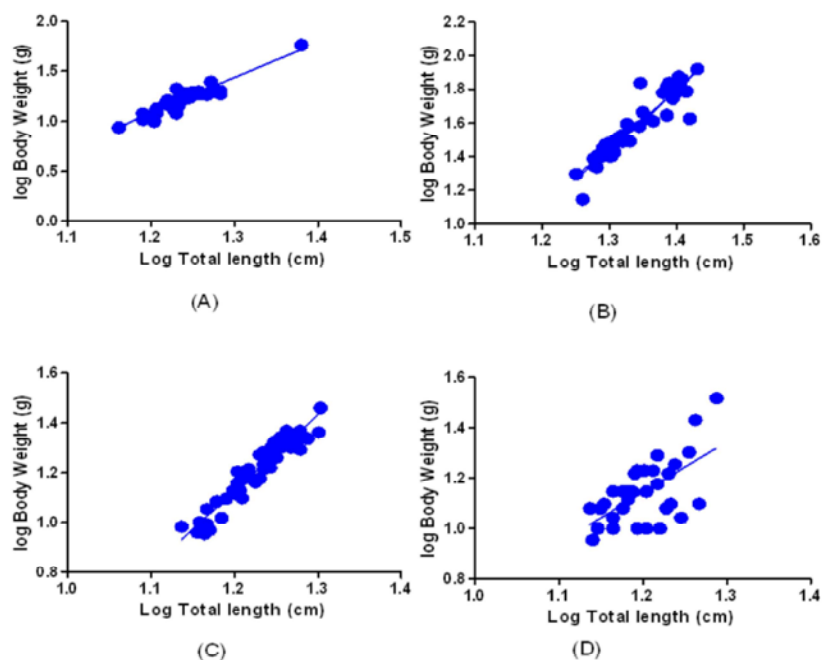 log Body Weight (g)
2.0
1.5
1.0
0.5
0.0
1.1 1.2 1.3 1.4 1.5
Log Total length (cm)
(A)
log Body Weight (g)
2.2
2.0
1.8
1.6
1.4
1.2
1.0
1.1 1.2 1.3 1.4 1.5 1.6
Log Total length (cm)
(B)
log Body Weight (g)
1.6
1.4
1.2
1.0
0.8
1.0 1.1 1.2 1.3 1.4
Log Total length (cm)
(C)
log Body Weight (g)
1.6
1.4
1.2
1.0
0.8
1.0 1.1 1.2 1.3 1.4
Log Total length (cm)
(D)